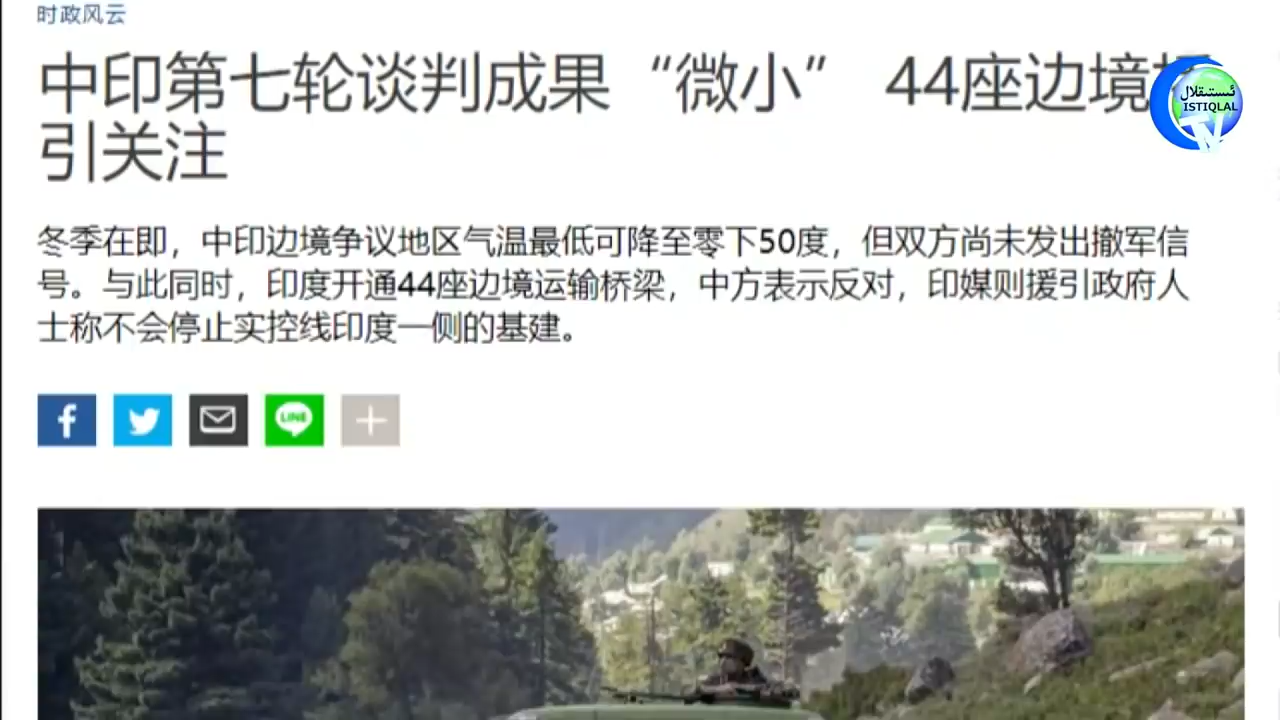 时政风云
中印第七轮谈判成果“微小” 44座边境
引关注
ئىستىقلال
ISTIQLAL
TV
冬季在即，中印边境争议地区气温最低可降至零下50度，但双方尚未发出撤军信
号。与此同时，印度开通44座边境运输桥梁，中方表示反对，印媒则援引政府人
士称不会停止实控线印度一侧的基建。
f
LINE